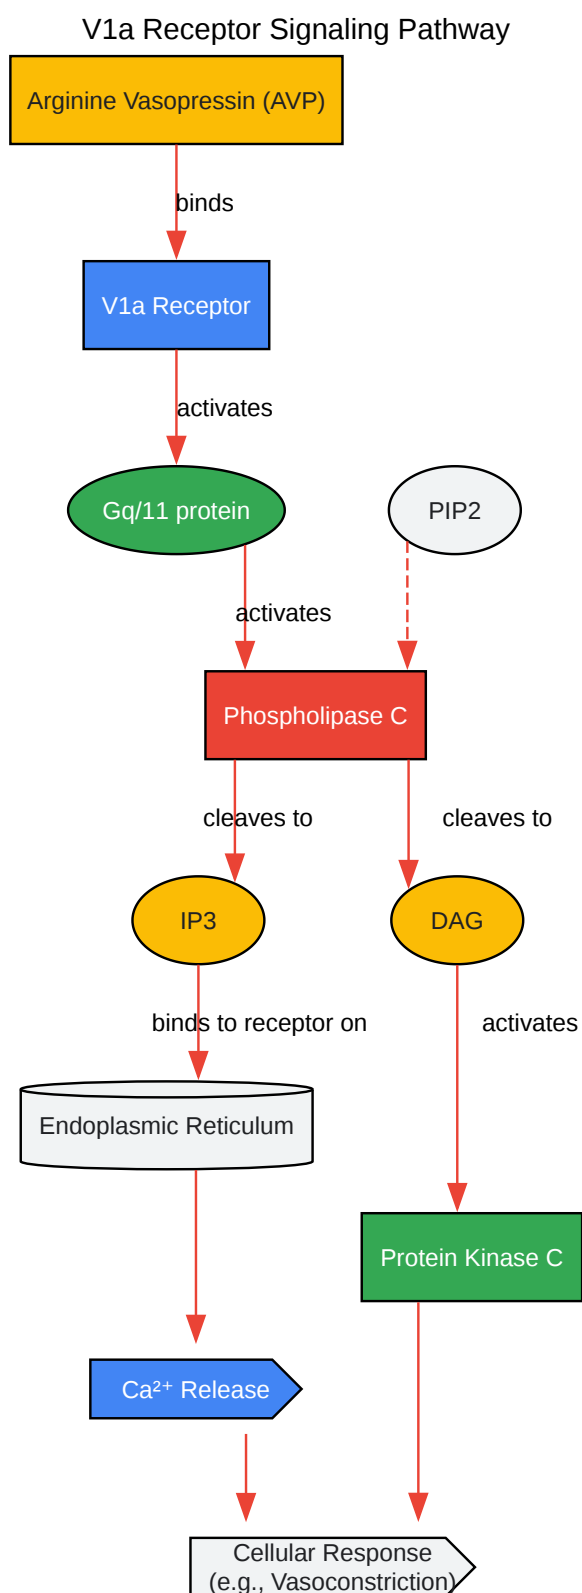 V1a Receptor Signaling Pathway
Arginine Vasopressin (AVP)
binds
V1a Receptor
activates
Gq/11 protein
PIP2
activates
Phospholipase C
cleaves to
cleaves to
IP3
DAG
binds to receptor on
activates
Endoplasmic Reticulum
Protein Kinase C
Ca²⁺ Release
Cellular Response
(e.g., Vasoconstriction)